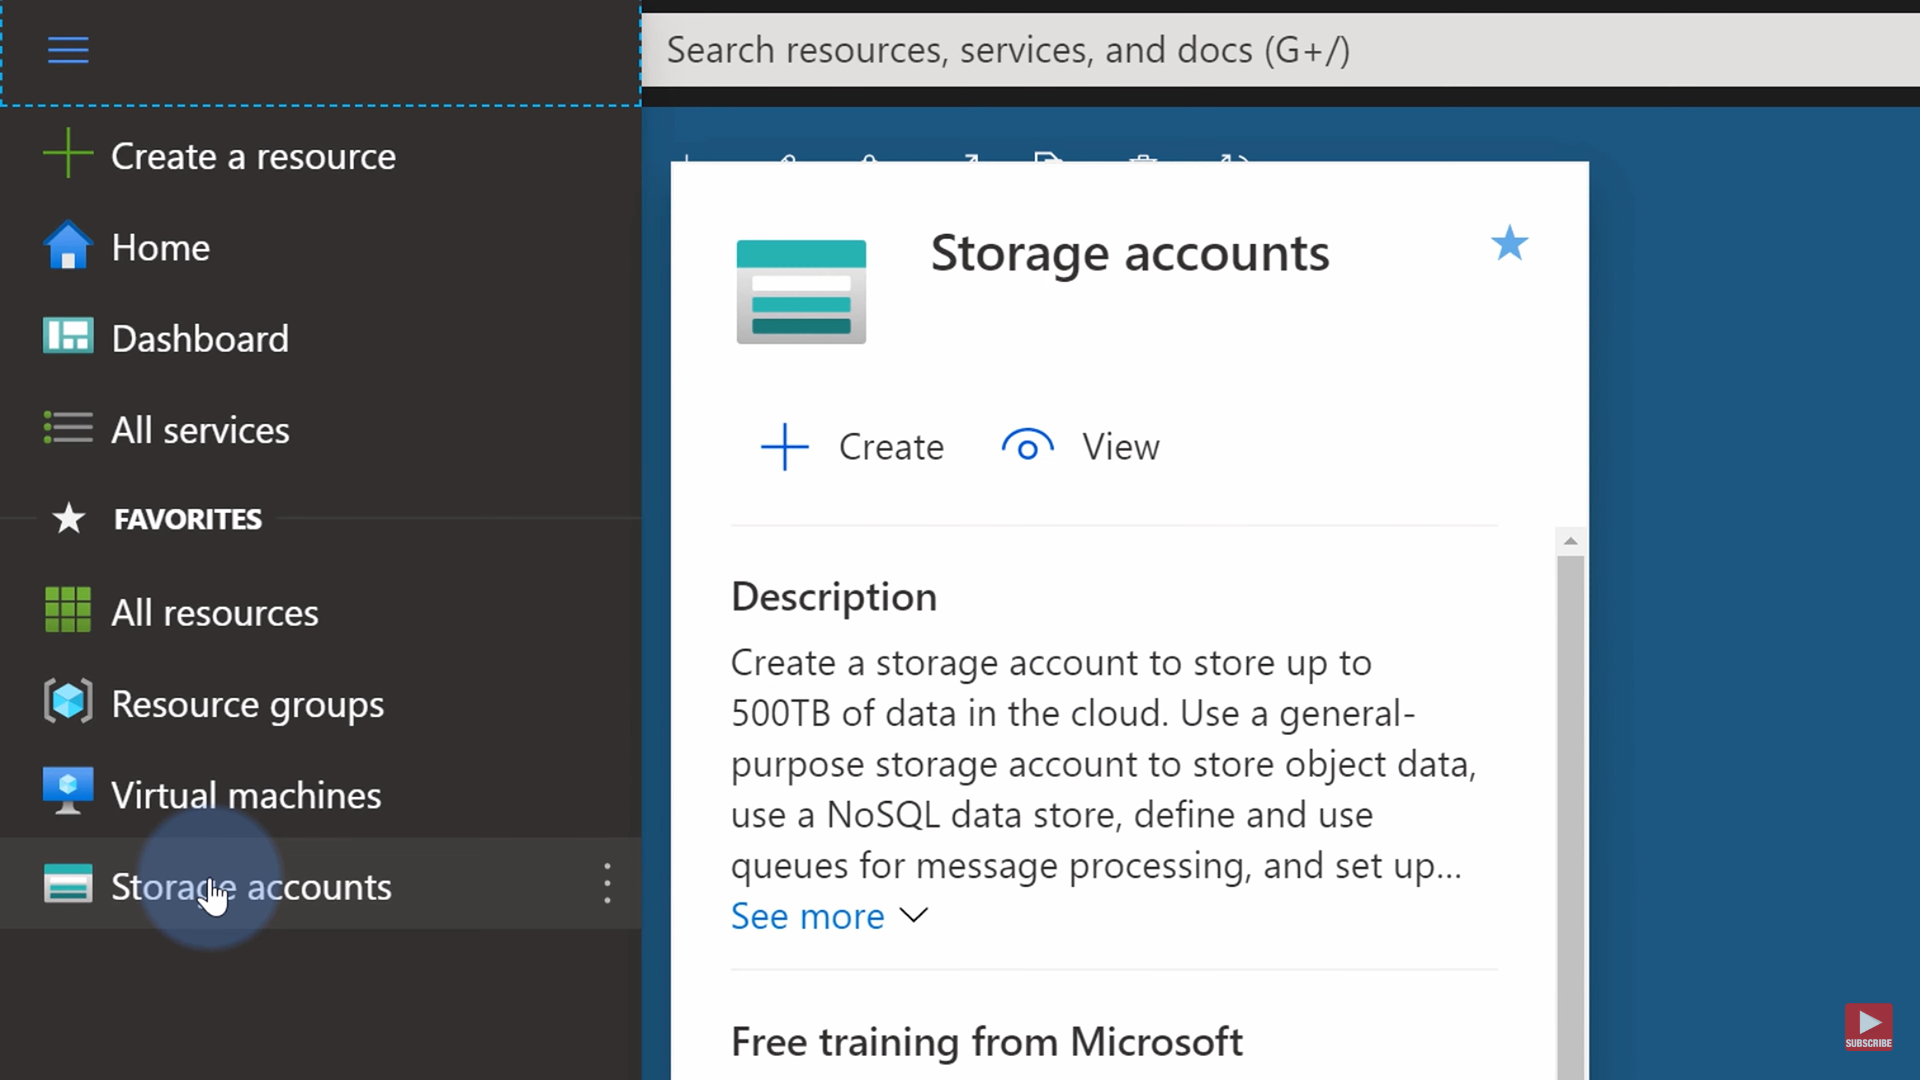 Search resources, services, and docs (G+/)
Create a resource
Home
Dashboard
All services
FAVORITES
All resources
Resource groups
Virtual machines
Storage accounts
Storage accounts
Create
View
Description
Create a storage account to store up to
500TB of data in the cloud. Use a general-
purpose storage account to store object data,
use a NoSQL data store, define and use
queues for message processing, and set up...
See more
Free training from Microsoft
SUBSCRIBE